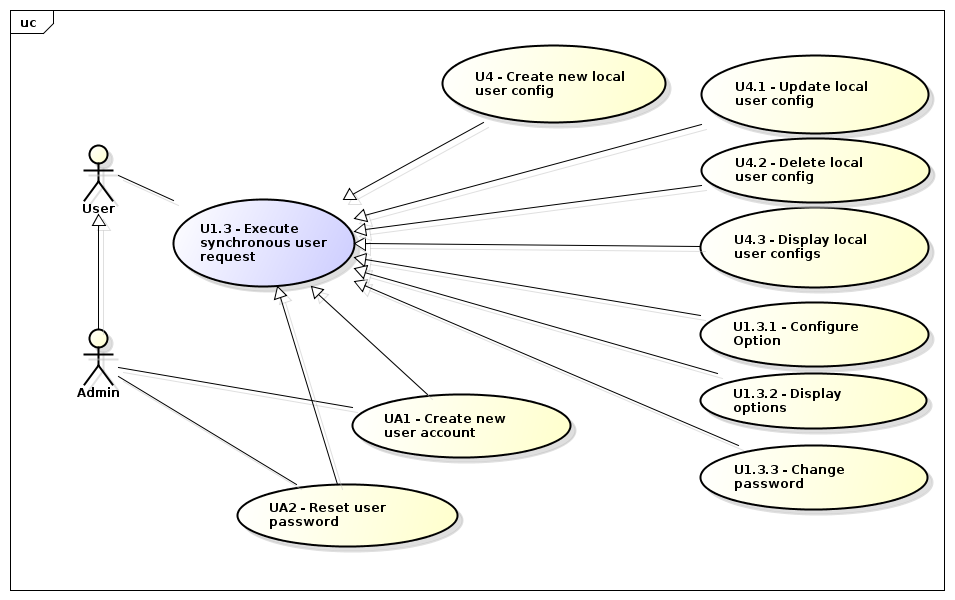 uc
U4 - Create new local
user config
U4.1 - Update local
user config
U4.2 - Delete local
user config
User
U1.3 - Execute
synchronous user
request
U4.3 - Display local
user configs
U1.3.1 - Configure
Option
Admin
U1.3.2 - Display
options
UA1 - Create new
user account
U1.3.3 - Change
password
UA2 - Reset user
password